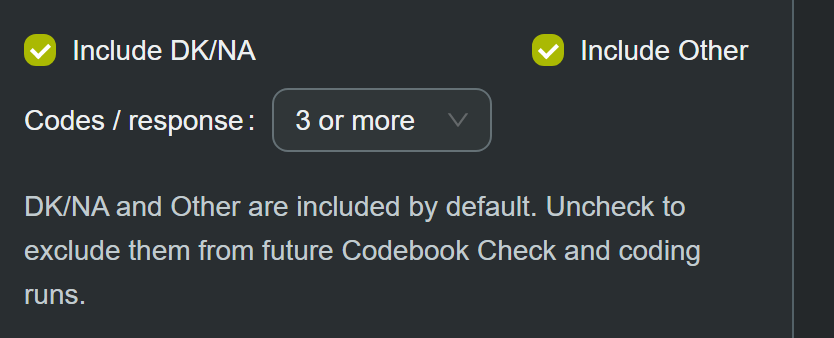 Include DK/NA Include Other
Codes / response: 3 or more
DK/NA and Other are included by default. Uncheck to
exclude them from future Codebook Check and coding
runs.